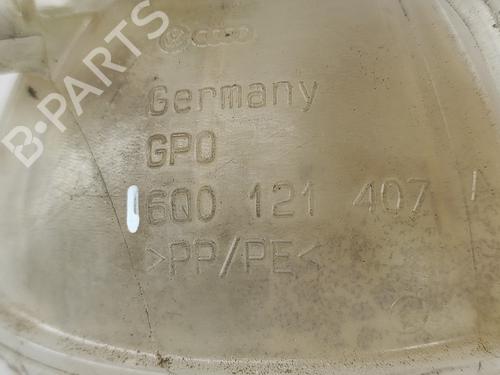 B-PARTS
Germany
GPO
6Q0 121 407 A
>PP/PE<